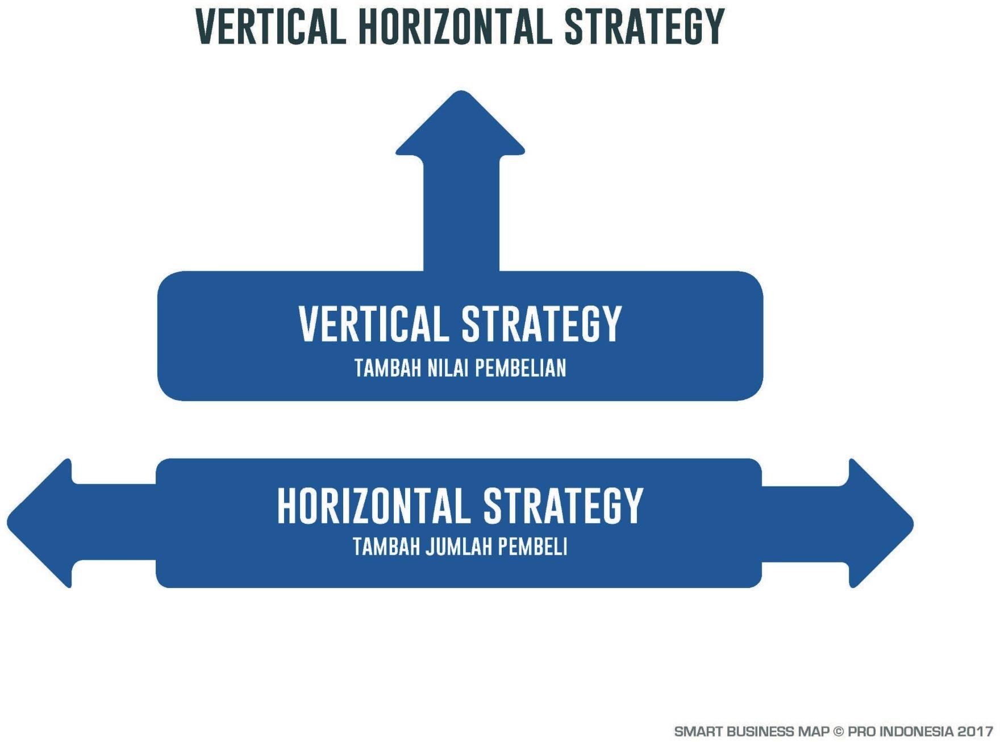 VERTICAL HORIZONTAL STRATEGY
VERTICAL STRATEGY
TAMBAH NILAI PEMBELIAN
HORIZONTAL STRATEGY
TAMBAH JUMLAH PEMBELI
SMART BUSINESS MAP © PRO INDONESIA 2017